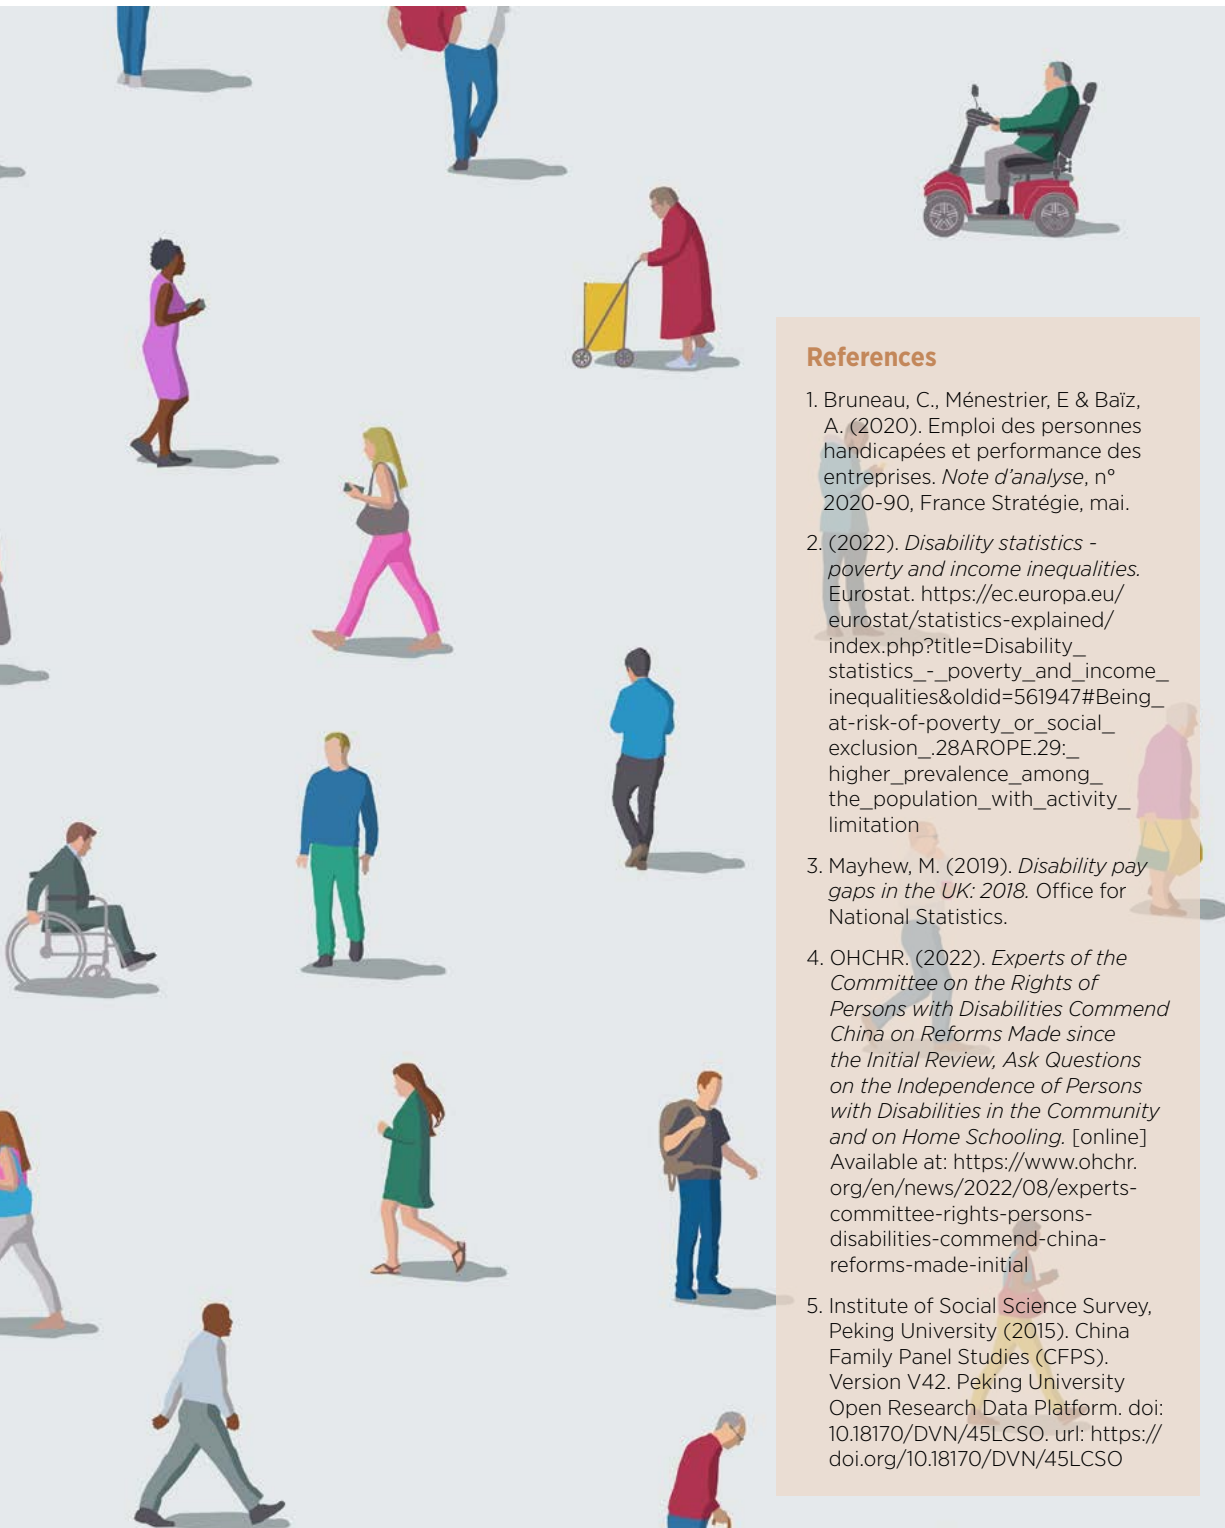 References
1. Bruneau, C., Ménestrier, E & Baïz,
A. (2020). Emploi des personnes
handicapées et performance des
entreprises. Note d'analyse, n°
2020-90, France Stratégie, mai.
2. (2022). Disability statistics -
poverty and income inequalities.
Eurostat. https://ec.europa.eu/
eurostat/statistics-explained/
index.php?title=Disability_
statistics_-_poverty_and_income_
inequalities&oldid=561947#Being_
at-risk-of-poverty_or_social_
exclusion_.28AROPE.29:_
higher_prevalence_among_
the_population_with_activity_
limitation
3. Mayhew, M. (2019). Disability pay
gaps in the UK: 2018. Office for
National Statistics.
4. OHCHR. (2022). Experts of the
Committee on the Rights of
Persons with Disabilities Commend
China on Reforms Made since
the Initial Review, Ask Questions
on the Independence of Persons
with Disabilities in the Community
and on Home Schooling. [online]
Available at: https://www.ohchr.
org/en/news/2022/08/experts-
committee-rights-persons-
disabilities-commend-china-
reforms-made-initial
5. Institute of Social Science Survey,
Peking University (2015). China
Family Panel Studies (CFPS).
Version V42. Peking University
Open Research Data Platform. doi:
10.18170/DVN/45LCSO. url: https://
doi.org/10.18170/DVN/45LCSO